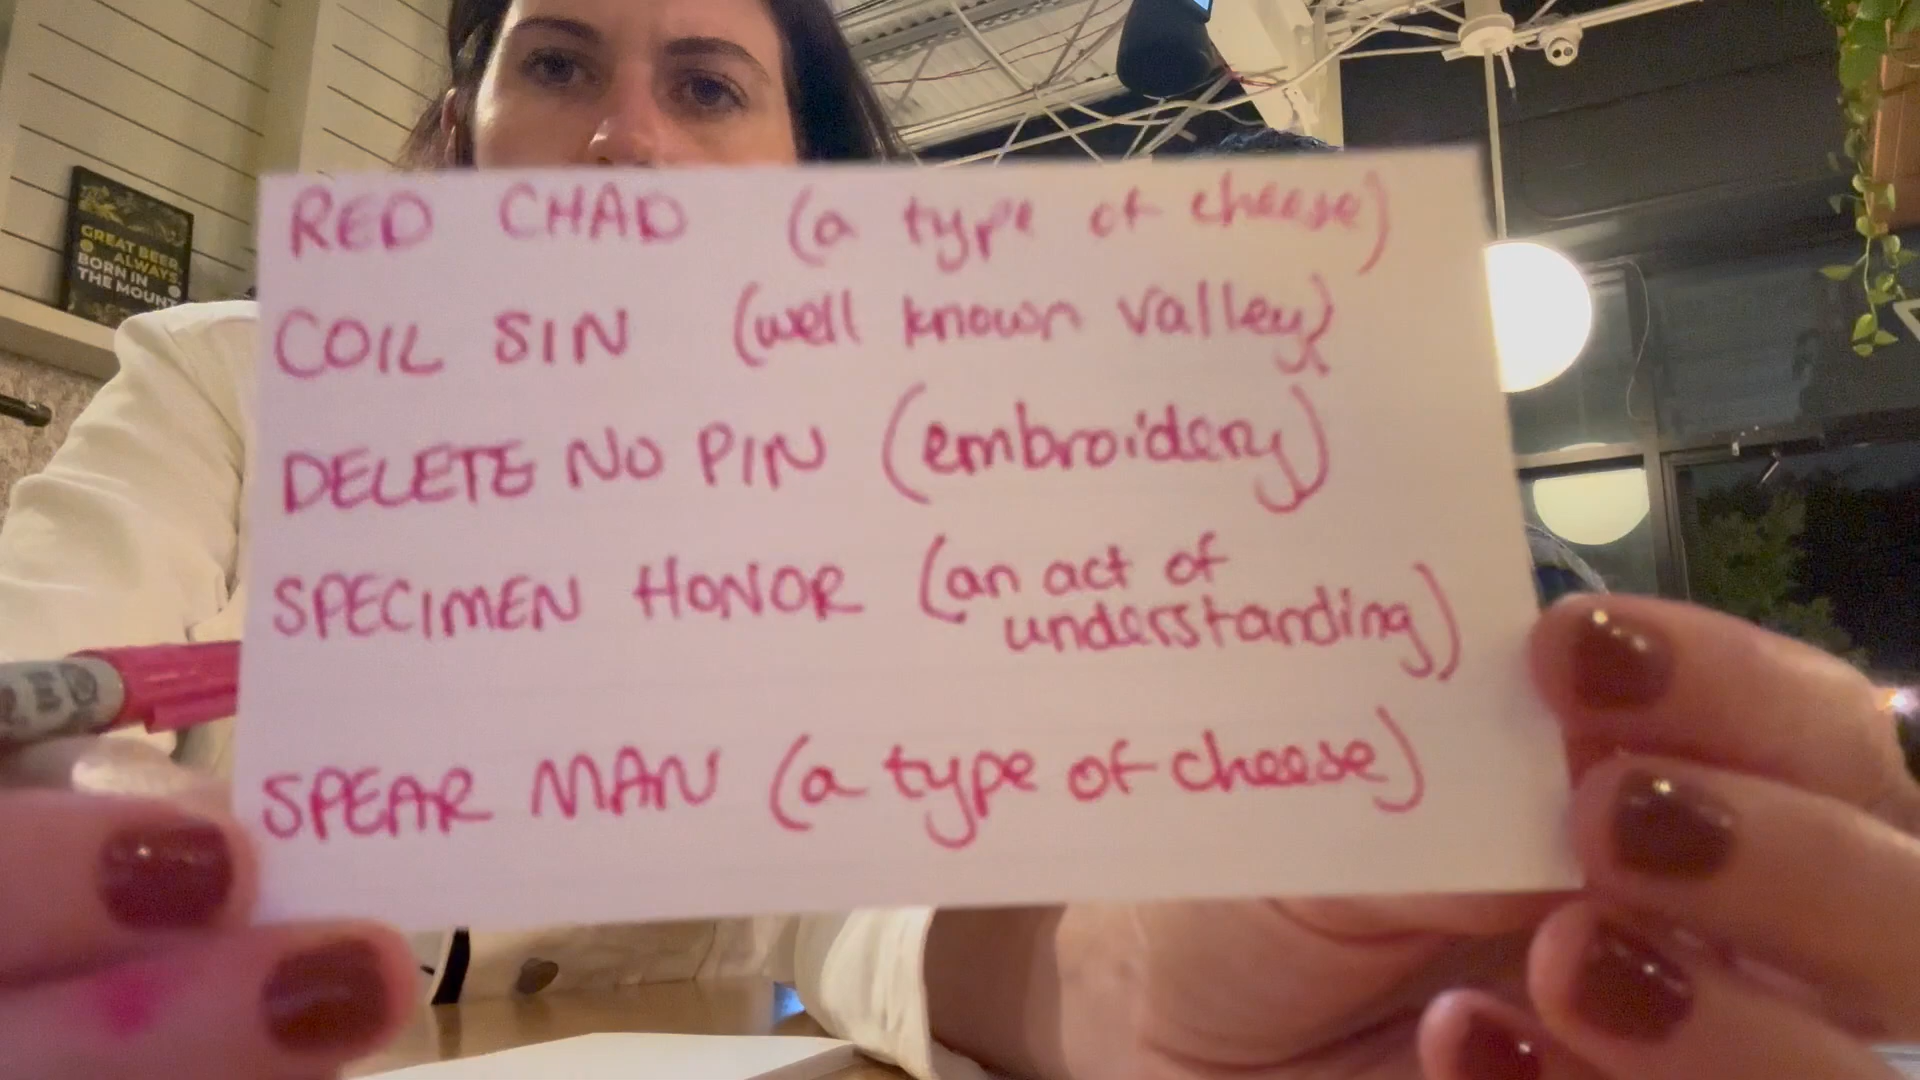 RED CHAD (a type of cheese)
COIL SIN (well known valley)
DELETE NO PIN (embroidery)
SPECIMEN HONOR (an act of
understanding)
SPEAR MAN (a type of cheese)
GREAT BEER
ALWAYS
BORN IN
THE MOUNT